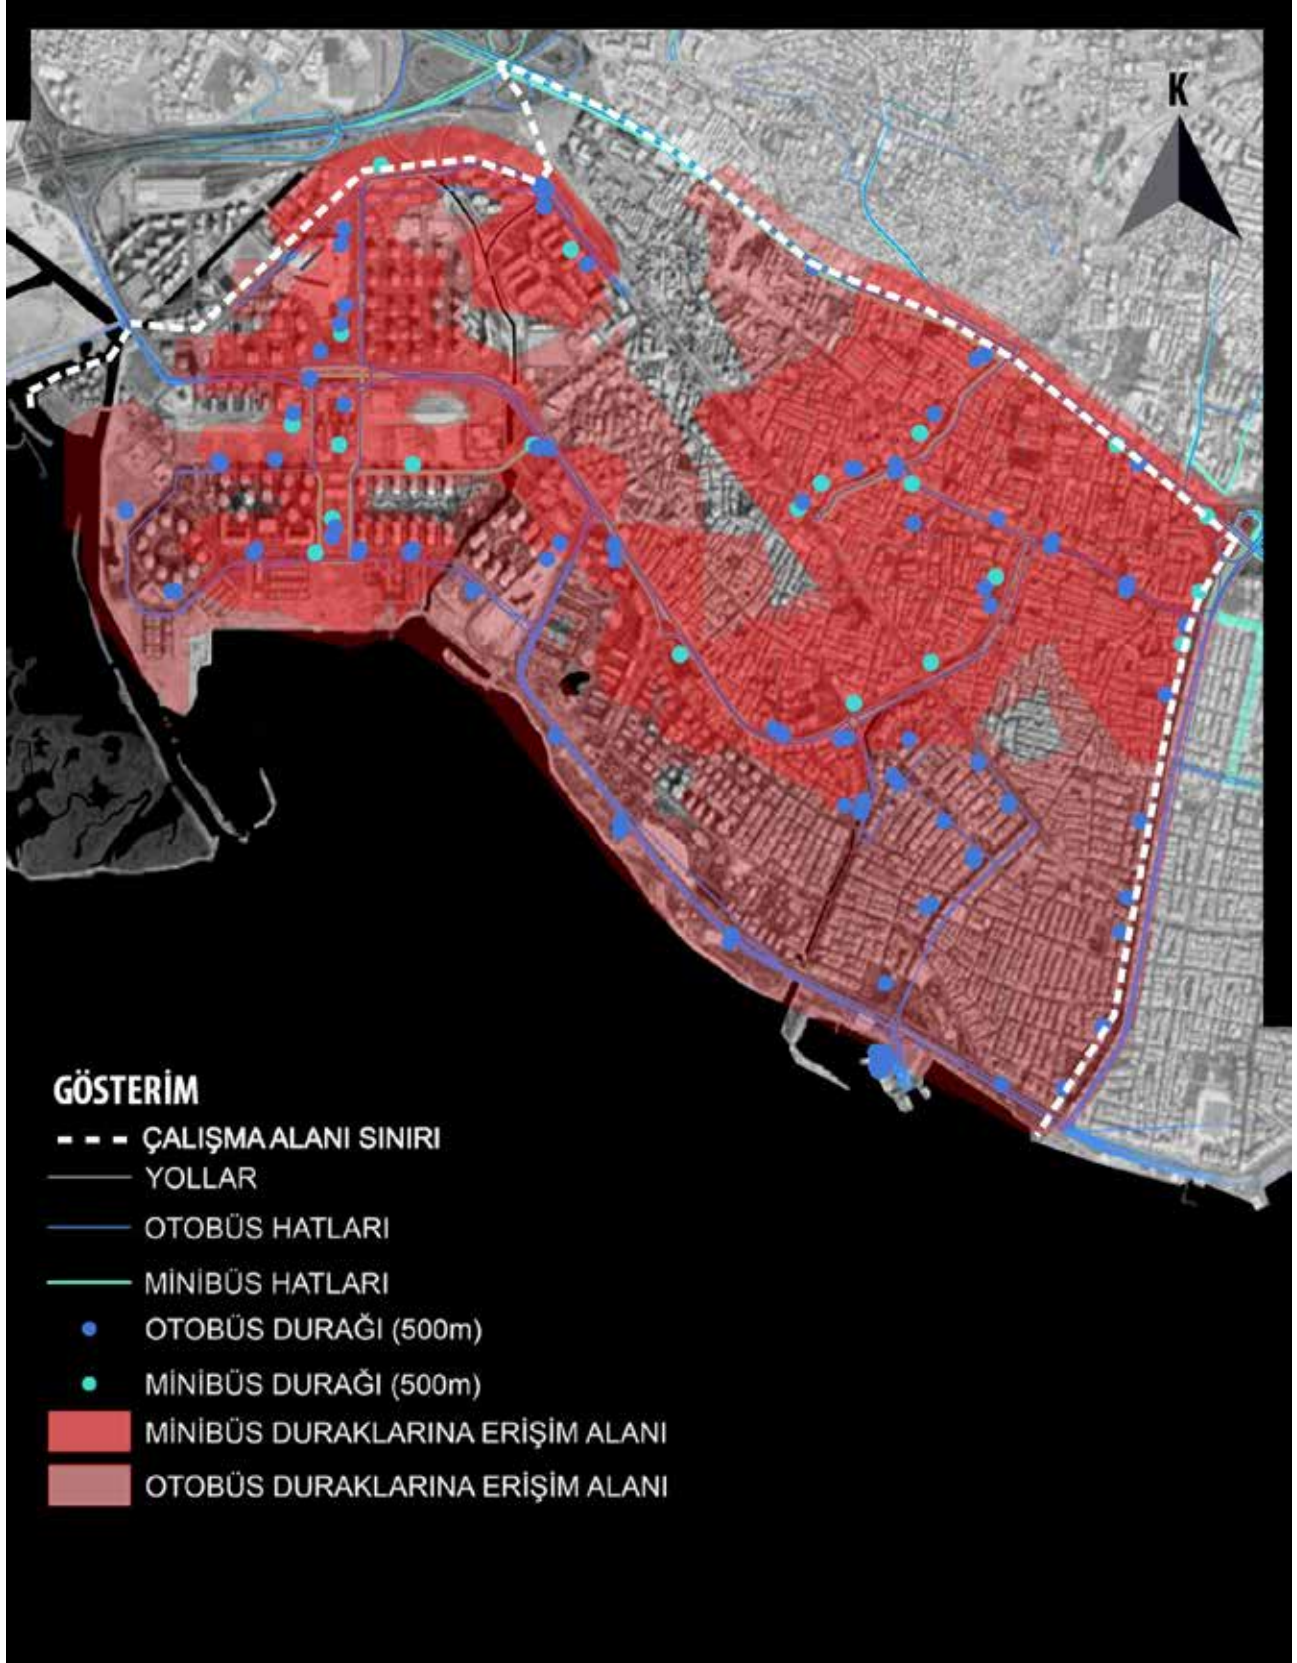 K
GÖSTERİM
ÇALIŞMA ALANI SINIRI
YOLLAR
OTOBÜS HATLARI
MİNİBÜS HATLARI
OTOBÜS DURAĞI (500m)
MİNİBÜS DURAĞI (500m)
MİNİBÜS DURAKLARINA ERİŞİM ALANI
OTOBÜS DURAKLARINA ERİŞİM ALANI